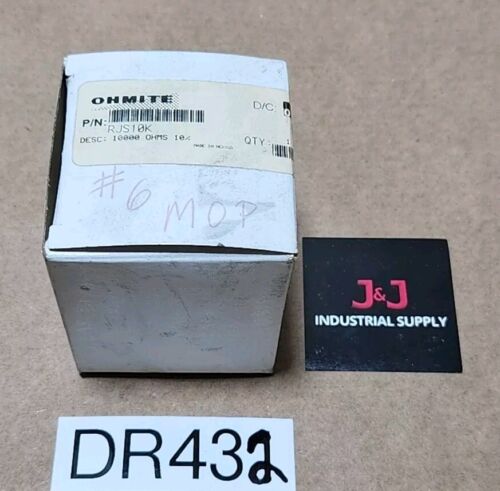 OHMITE
D/C
P/N:
RJS10K
DESC: 10000 OHMS 10%
QTY:
MADE IN MEXICO
#6
MOP
J&J
INDUSTRIAL SUPPLY
DR432